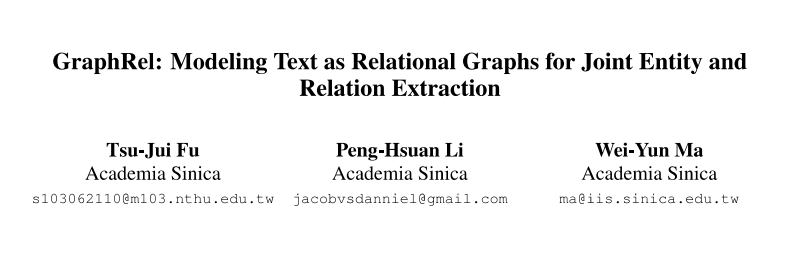 GraphRel: Modeling Text as Relational Graphs for Joint Entity and
Relation Extraction
Tsu-Jui Fu Peng-Hsuan Li Wei-Yun Ma
Academia Sinica Academia Sinica Academia Sinica
s103062110@m103.nthu.edu.tw jacobvsdanniel@gmail.com ma@iis.sinica.edu.tw